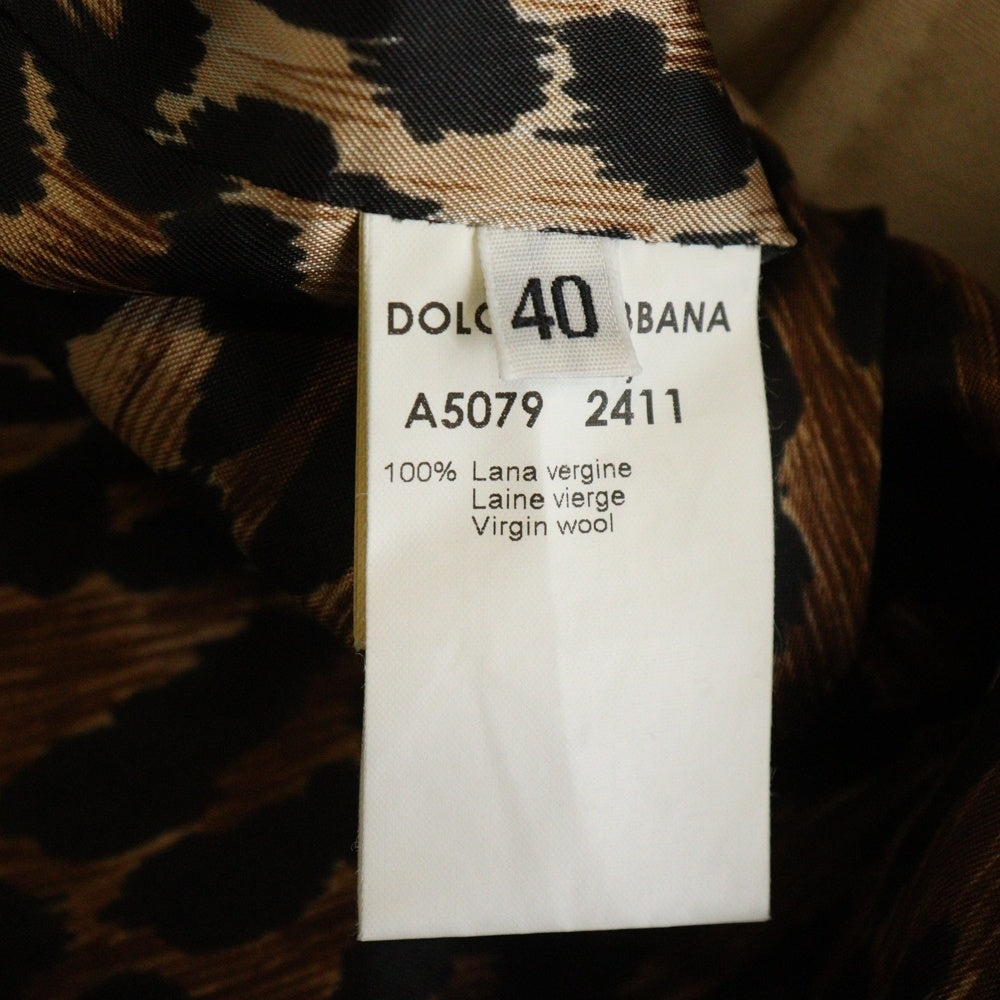 40
DOLC BBANA
A5079 2411
100% Lana vergine
Laine vierge
Virgin wool